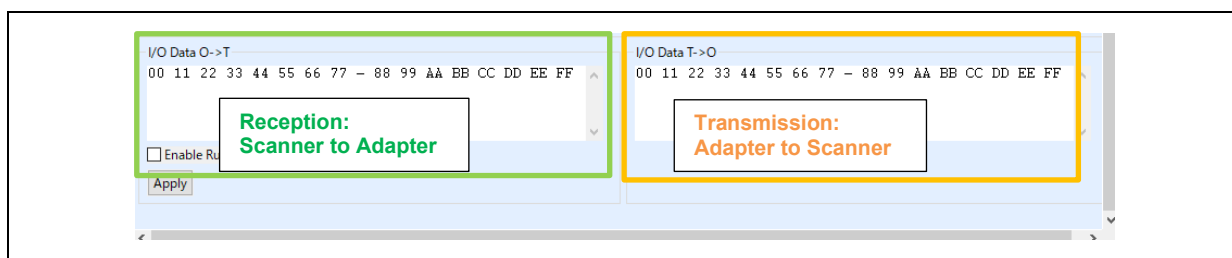 I/O Data O->T
00 11 22 33 44 55 66 77 – 88 99 AA BB CC DD EE FF
Reception:
Scanner to Adapter
Enable Ru
Apply
I/O Data T->O
00 11 22 33 44 55 66 77 – 88 99 AA BB CC DD EE FF
Transmission:
Adapter to Scanner